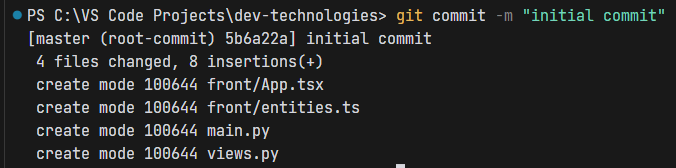 PS C:\VS Code Projects\dev-technologies> git commit -m "initial commit"
[master (root-commit) 5b6a22a] initial commit
 4 files changed, 8 insertions(+)
 create mode 100644 front/App.tsx
 create mode 100644 front/entities.ts
 create mode 100644 main.py
 create mode 100644 views.py